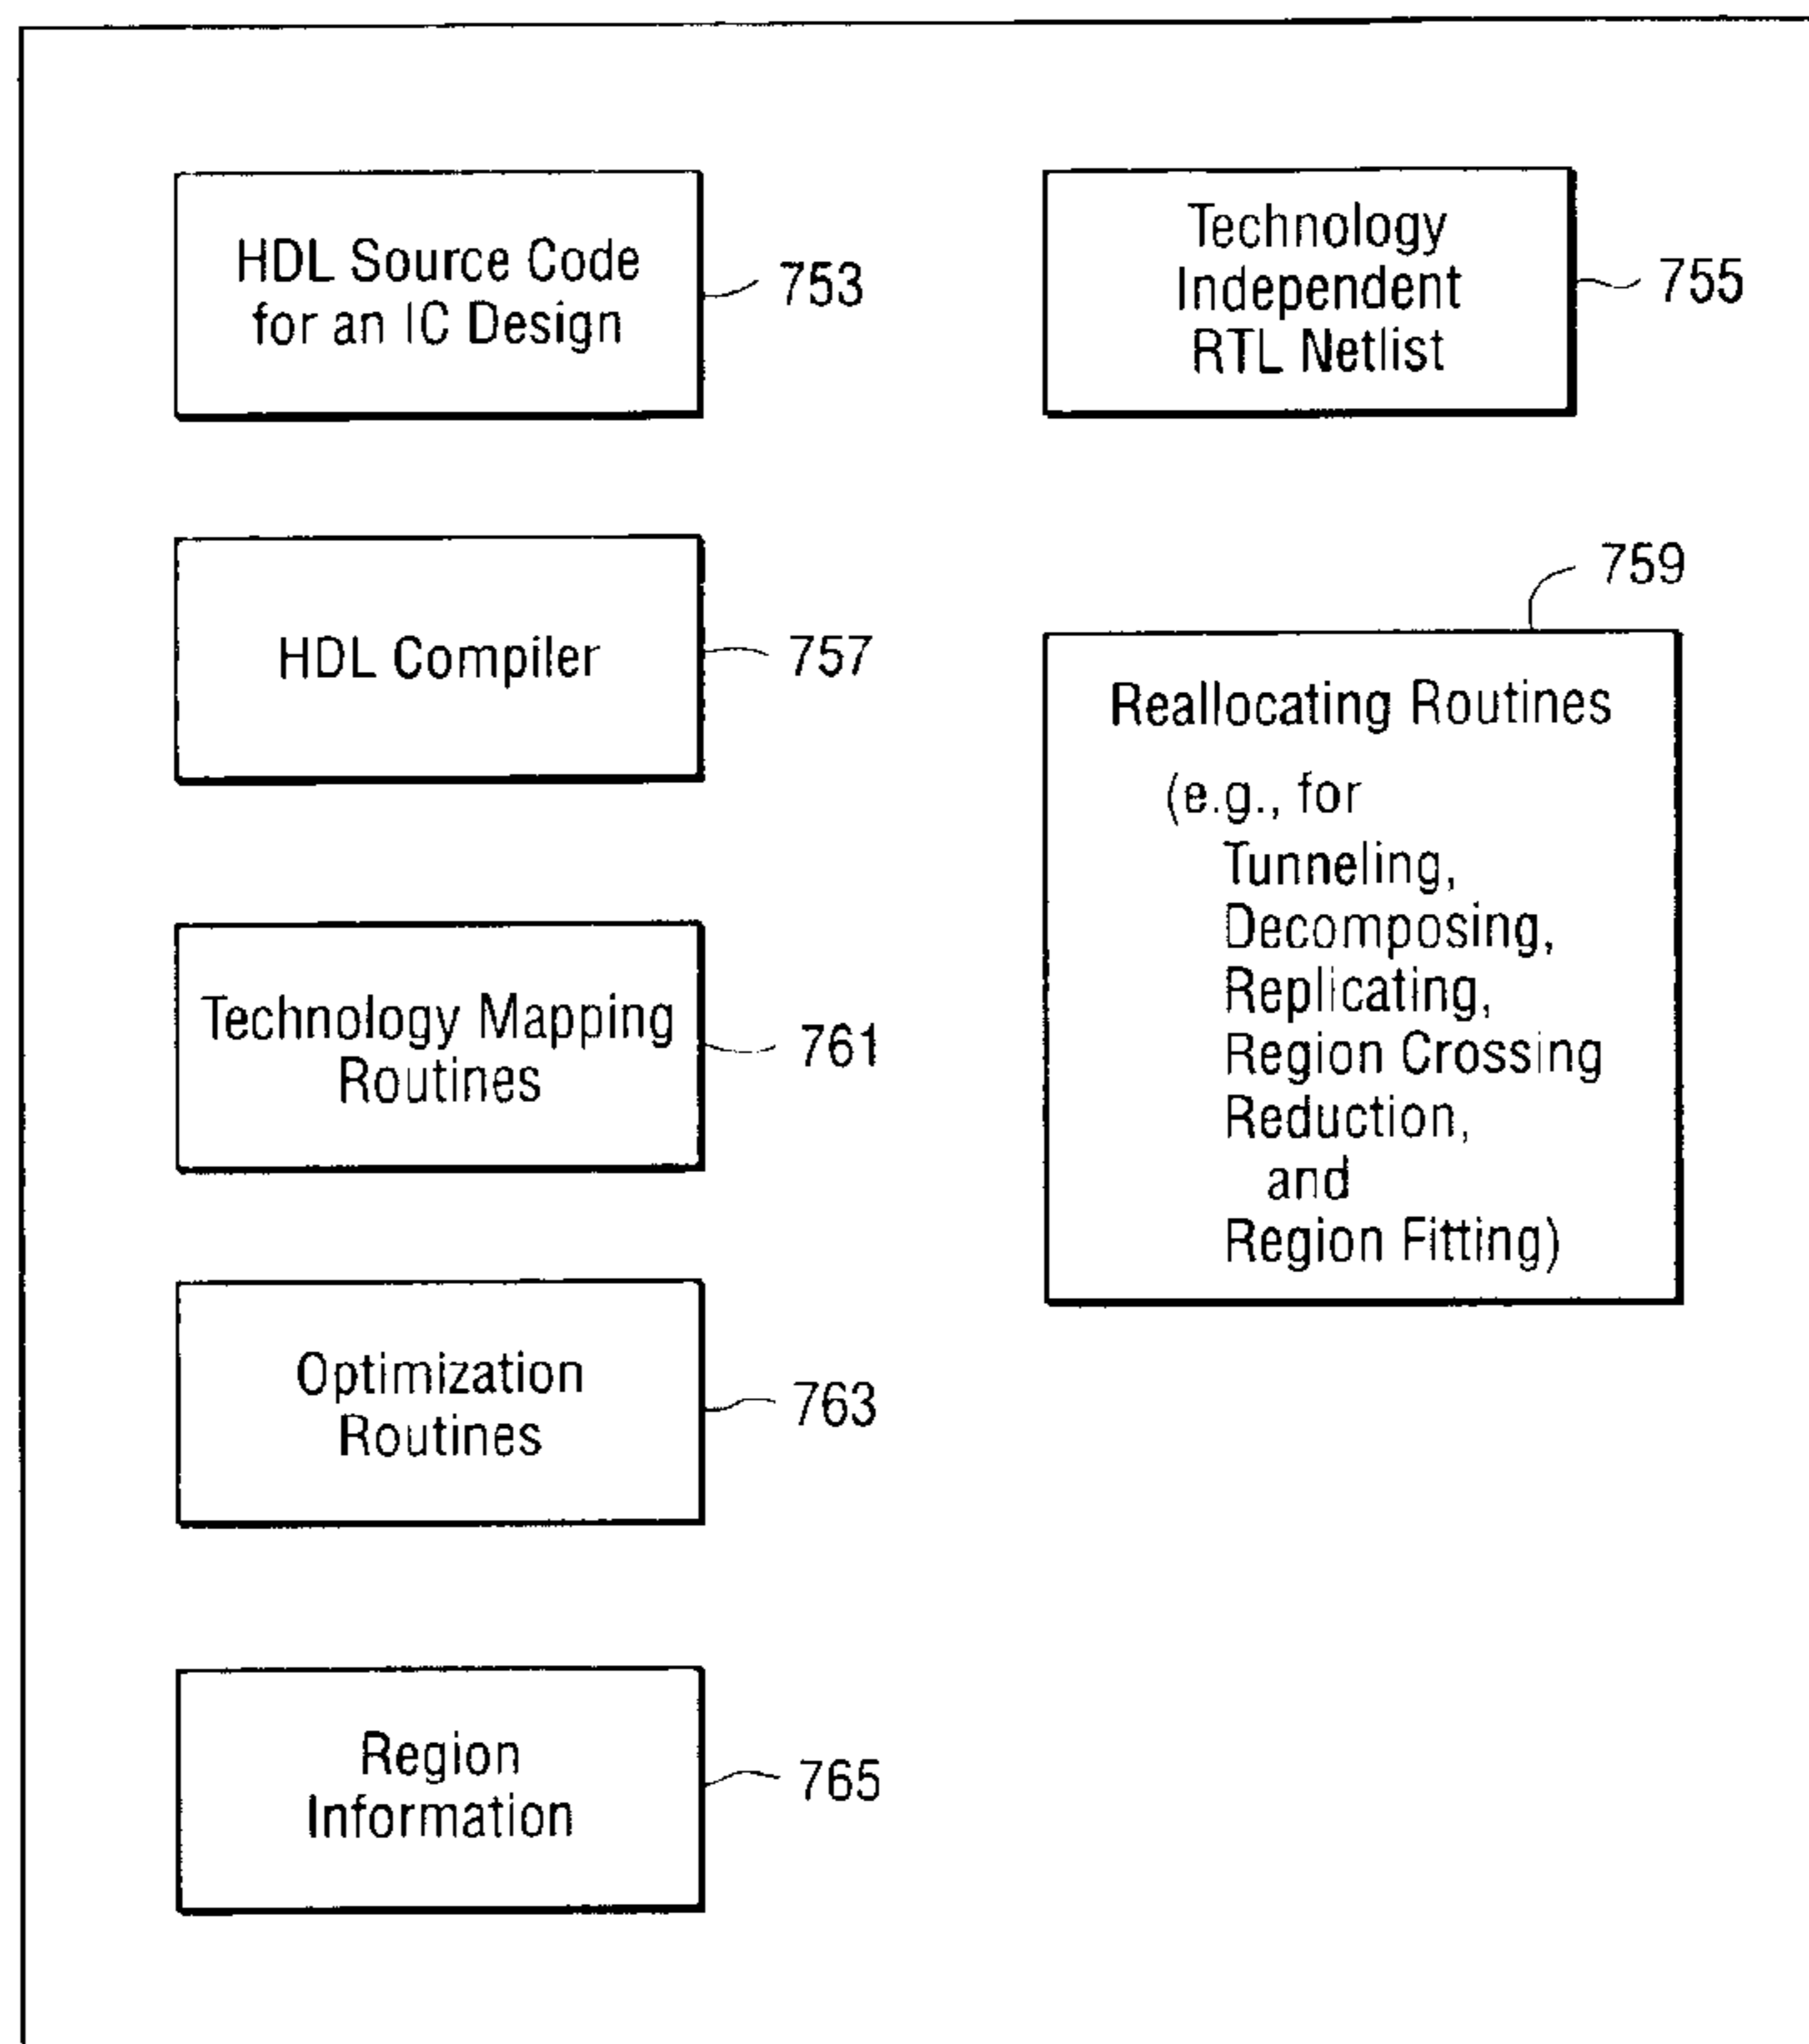 HDL Source Code
for an IC Design
753
Technology
Independent
RTL Netlist
755
HDL Compiler
757
759
Reallocating Routines
(e.g., for
Tunneling,
Decomposing,
Replicating,
Region Crossing
Reduction,
and
Region Fitting)
Technology Mapping
Routines
761
Optimization
Routines
763
Region
Information
765